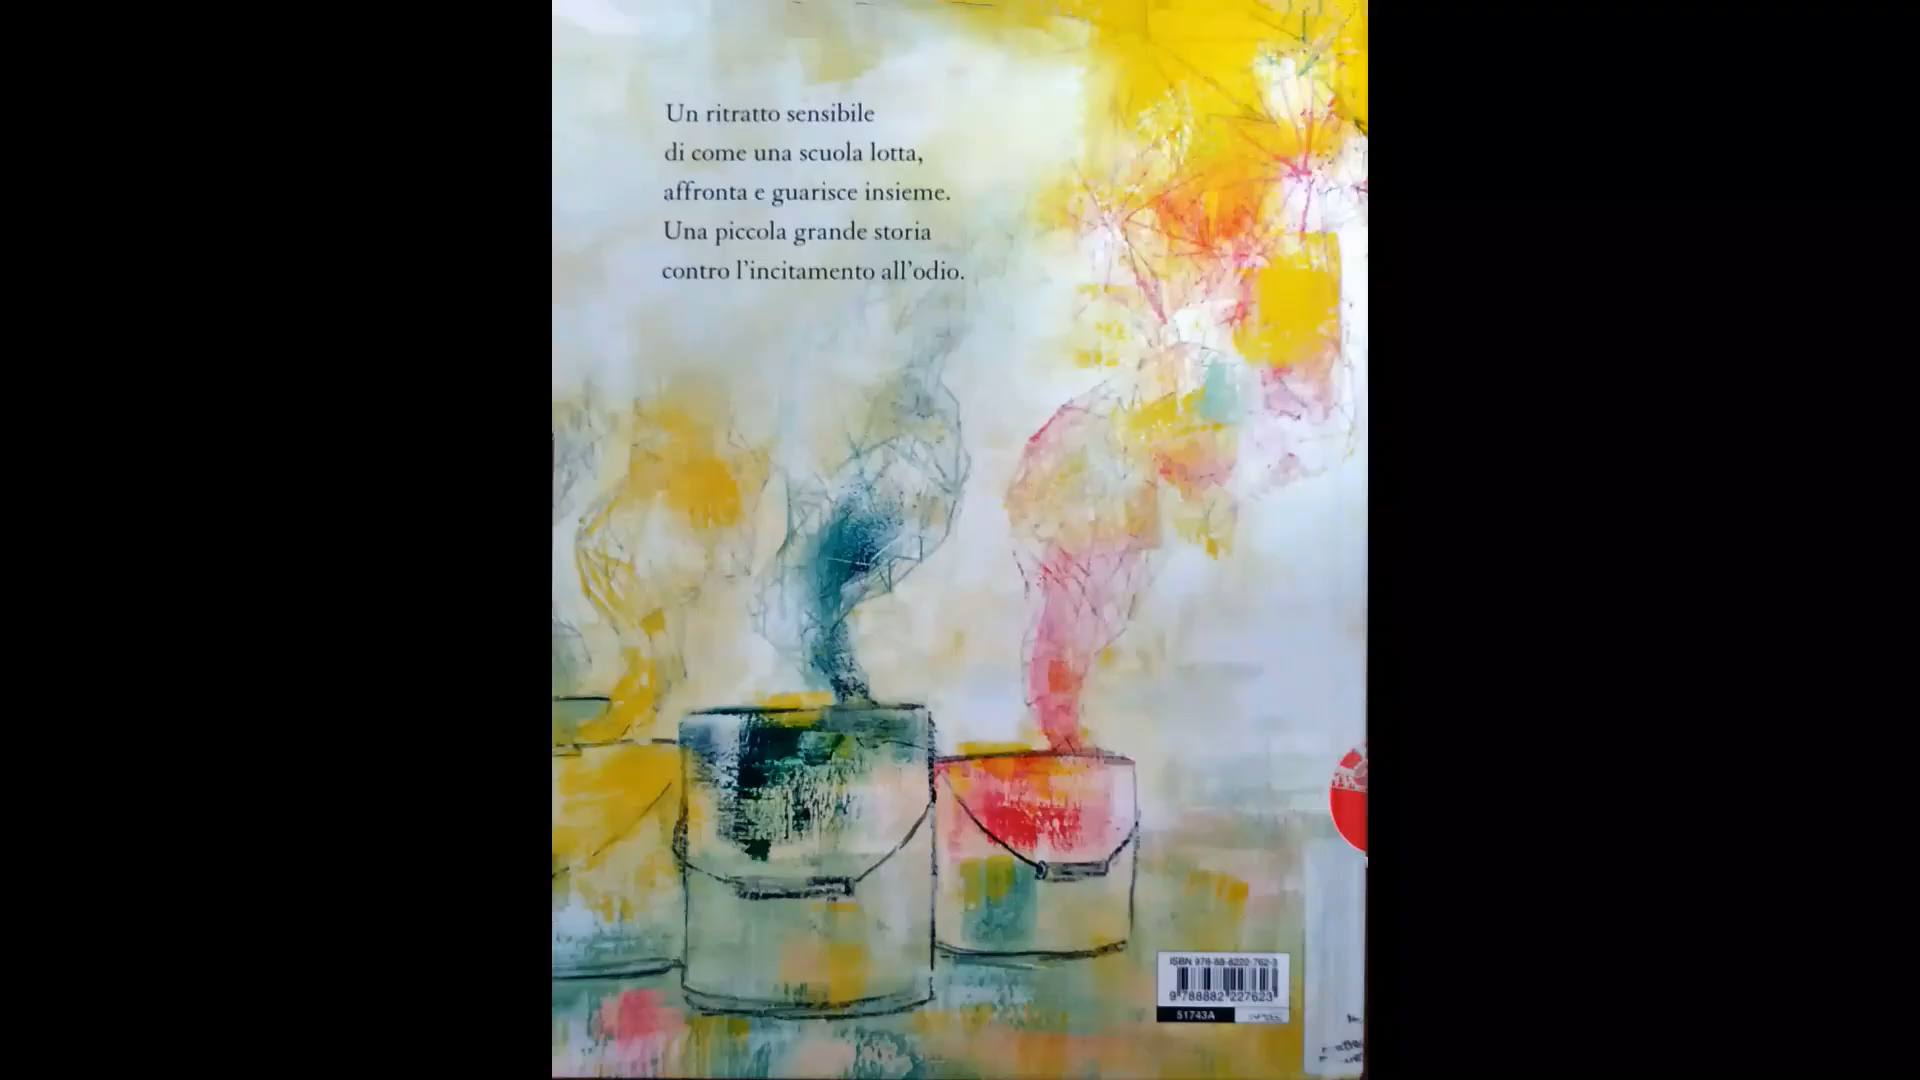 Un ritratto sensibile
di come una scuola lotta,
affronta e guarisce insieme.
Una piccola grande storia
contro l’incitamento all’odio.
ISBN 978-88-8222-762-3
9 788882 227623
51743A